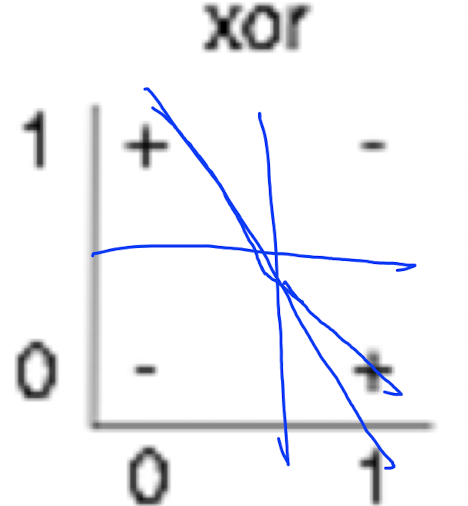 xor
1 + -
0 - +
0 1